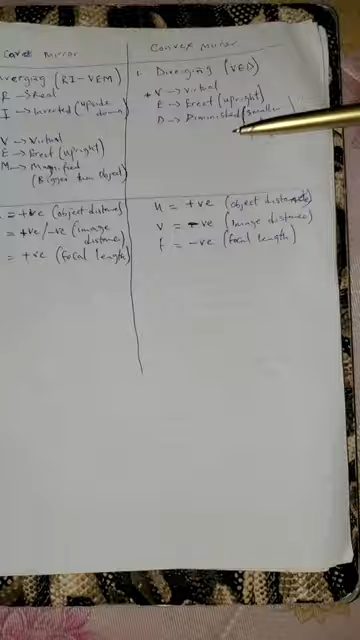 Mirror
verging (RI-VEM)
R → Real
I → Inverted (upside down)
V → Virtual
E → Erect (upright)
M → Magnified
(Bigger than object)
= +ve (object distance)
= +ve/-ve (image distance)
= +ve (focal length)
Convex Mirror
1. Diverging (VED)
V → Virtual
E → Erect (upright)
D → Diminished (smaller
u = +ve (object distance)
v = -ve (image distance)
f = -ve (focal length)